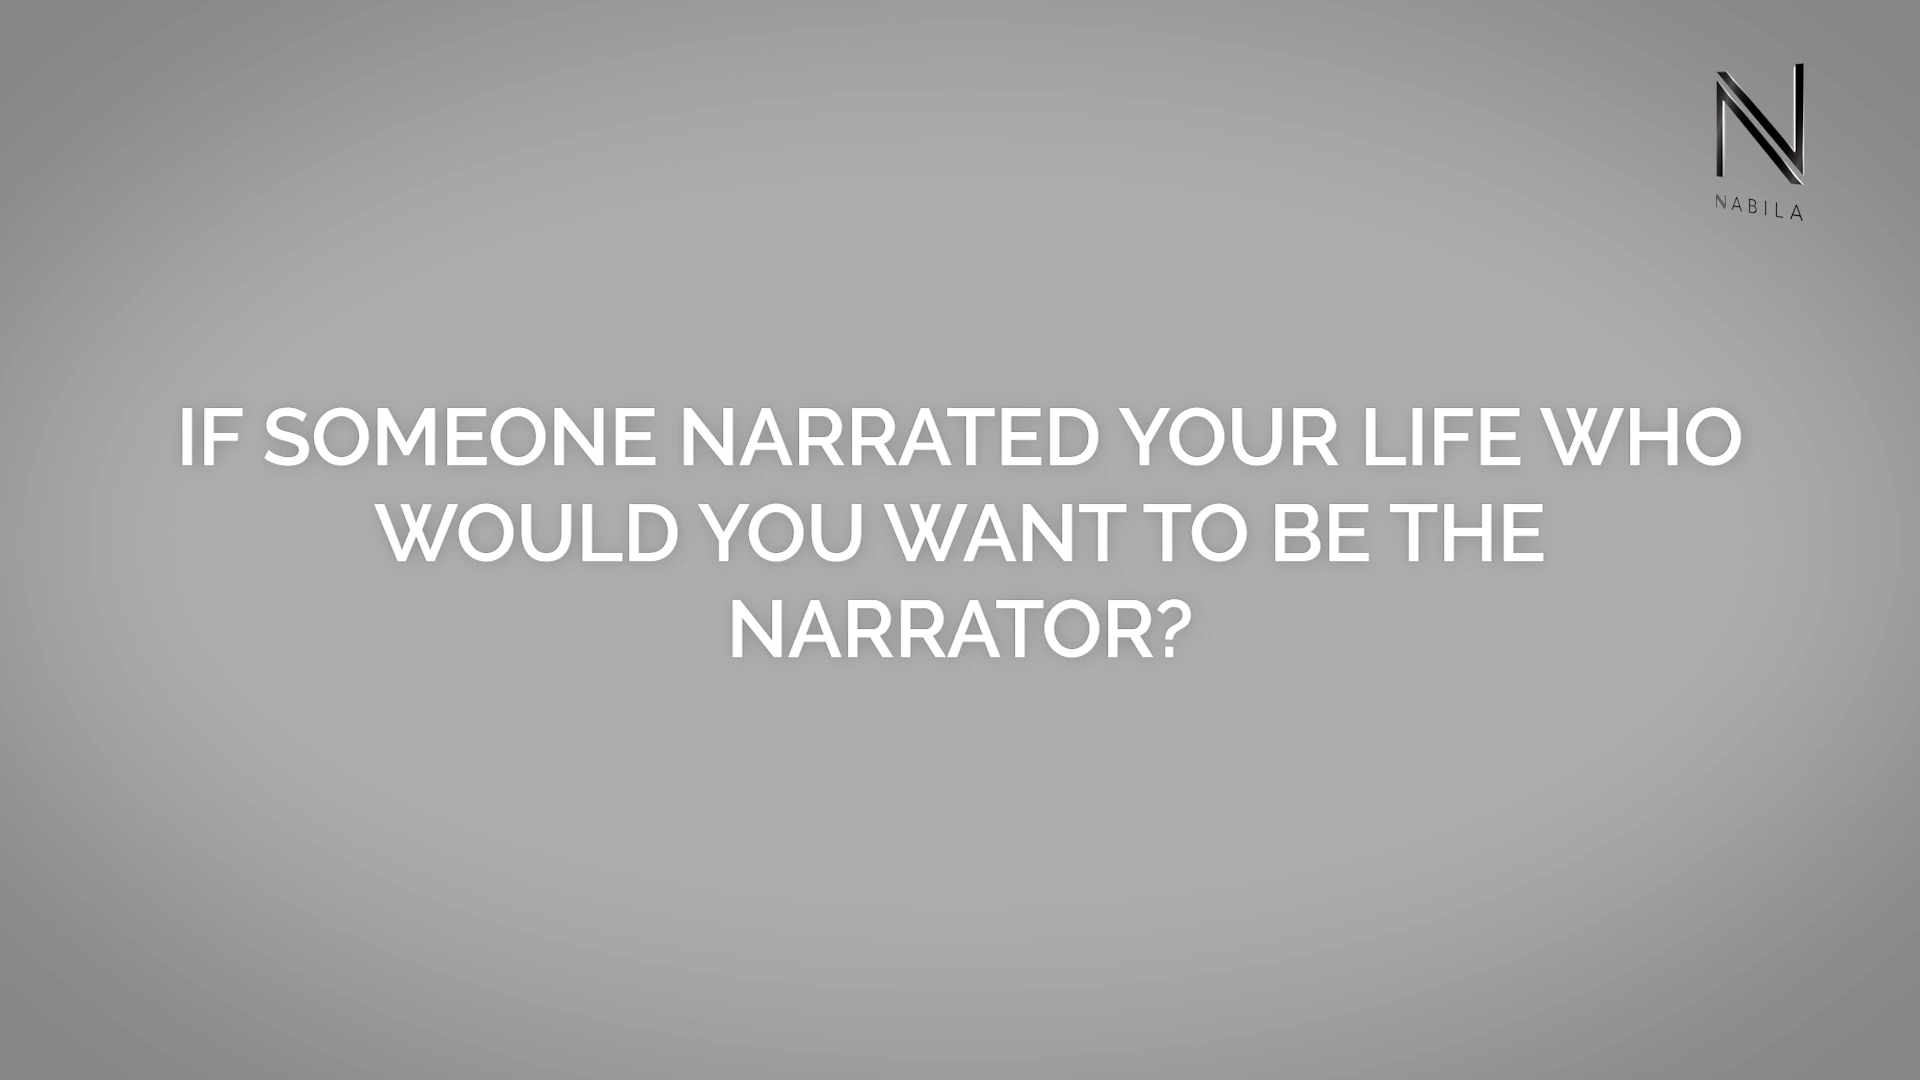 NABILA
IF SOMEONE NARRATED YOUR LIFE WHO
WOULD YOU WANT TO BE THE
NARRATOR?